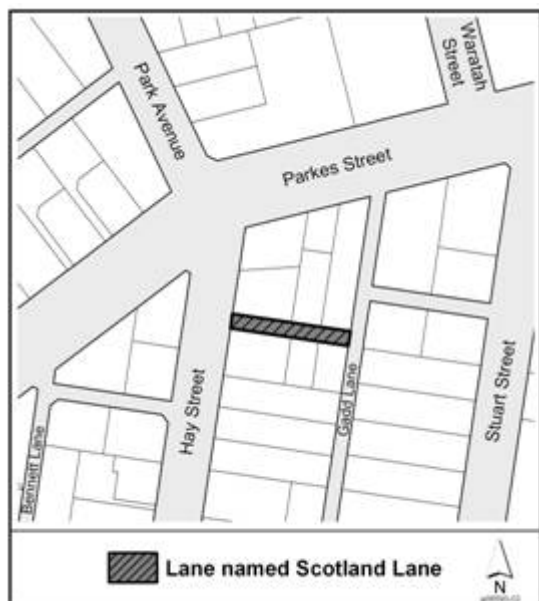 Waratah
Street
Park Avenue
Parkes Street
Hay Street
Gadd Lane
Stuart Street
Bennett Lane
Lane named Scotland Lane
N